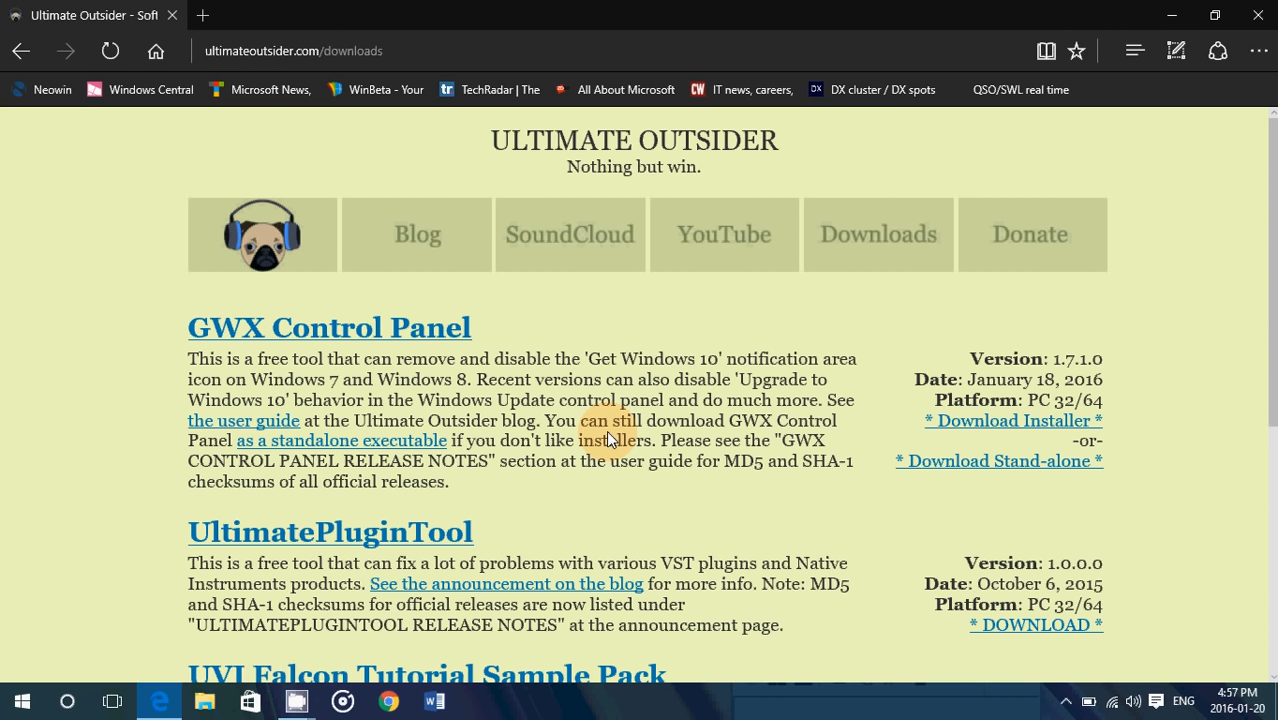 Ultimate Outsider - Soft
ultimateoutsider.com/downloads
Neowin Windows Central Microsoft News, WinBeta - Your TechRadar | The All About Microsoft IT news, careers, DX cluster / DX spots QSO/SWL real time
ULTIMATE OUTSIDER
Nothing but win.
Blog SoundCloud YouTube Downloads Donate
GWX Control Panel
This is a free tool that can remove and disable the 'Get Windows 10' notification area
icon on Windows 7 and Windows 8. Recent versions can also disable 'Upgrade to
Windows 10' behavior in the Windows Update control panel and do much more. See
the user guide at the Ultimate Outsider blog. You can still download GWX Control
Panel as a standalone executable if you don't like installers. Please see the "GWX
CONTROL PANEL RELEASE NOTES" section at the user guide for MD5 and SHA-1
checksums of all official releases.
Version: 1.7.1.0
Date: January 18, 2016
Platform: PC 32/64
* Download Installer *
-or-
* Download Stand-alone *
UltimatePluginTool
This is a free tool that can fix a lot of problems with various VST plugins and Native
Instruments products. See the announcement on the blog for more info. Note: MD5
and SHA-1 checksums for official releases are now listed under
"ULTIMATEPLUGINTOOL RELEASE NOTES" at the announcement page.
Version: 1.0.0.0
Date: October 6, 2015
Platform: PC 32/64
* DOWNLOAD *
UVI Falcon Tutorial Sample Pack
ENG
4:57 PM
2016-01-20